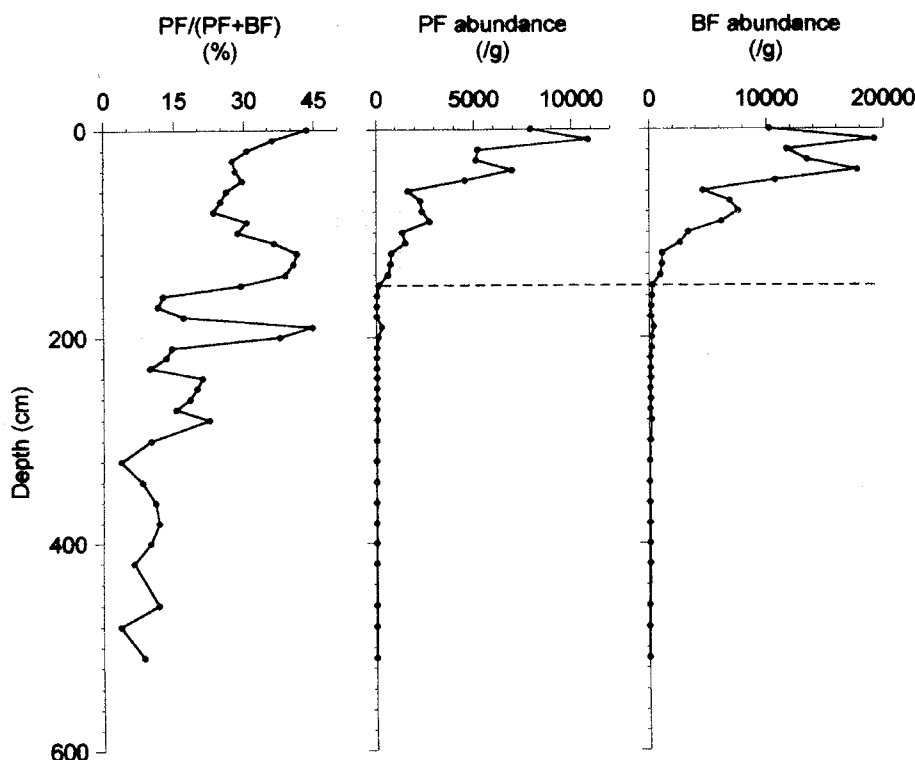 PF/(PF+BF)
(%)
PF abundance
(/g)
BF abundance
(/g)
0 15 30 45
0 5000 10000
0 10000 20000
0
200
400
600
Depth (cm)